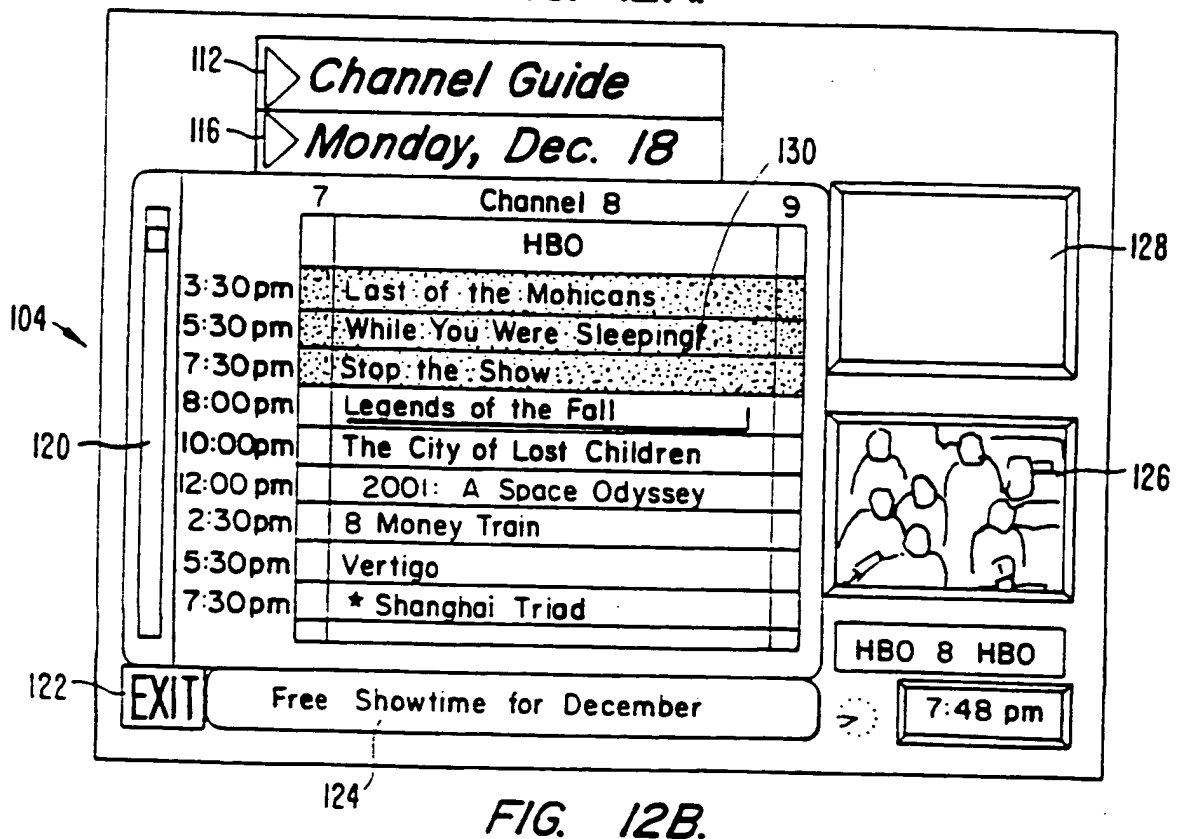 112 Channel Guide
116 Monday, Dec. 18
130
7 Channel 8 9
HBO
3:30pm Last of the Mohicans
5:30pm While You Were Sleeping
7:30pm Stop the Show
8:00pm Legends of the Fall
10:00pm The City of Lost Children
12:00 pm 2001: A Space Odyssey
2:30pm 8 Money Train
5:30pm Vertigo
7:30pm * Shanghai Triad
104
120
128
126
HBO 8 HBO
122 EXIT Free Showtime for December
7:48 pm
124
FIG. 12B.